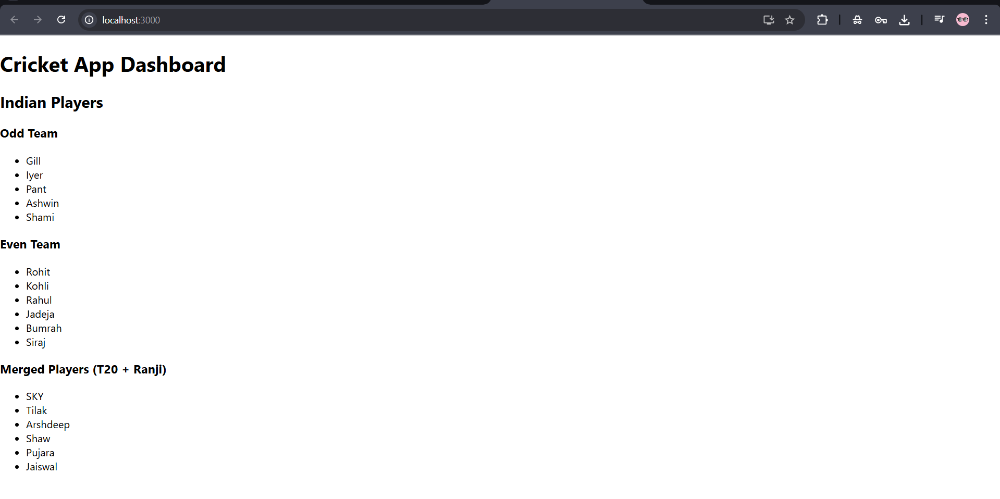 localhost:3000
Cricket App Dashboard
Indian Players
Odd Team
Gill
Iyer
Pant
Ashwin
Shami
Even Team
Rohit
Kohli
Rahul
Jadeja
Bumrah
Siraj
Merged Players (T20 + Ranji)
SKY
Tilak
Arshdeep
Shaw
Pujara
Jaiswal